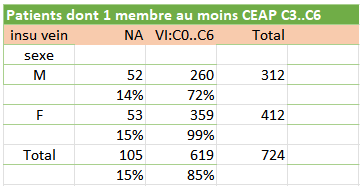 Patients dont 1 membre au moins CEAP C3..C6
insu vein NA VI:C0..C6 Total
sexe
M 52 260 312
14% 72%
F 53 359 412
15% 99%
Total 105 619 724
15% 85%